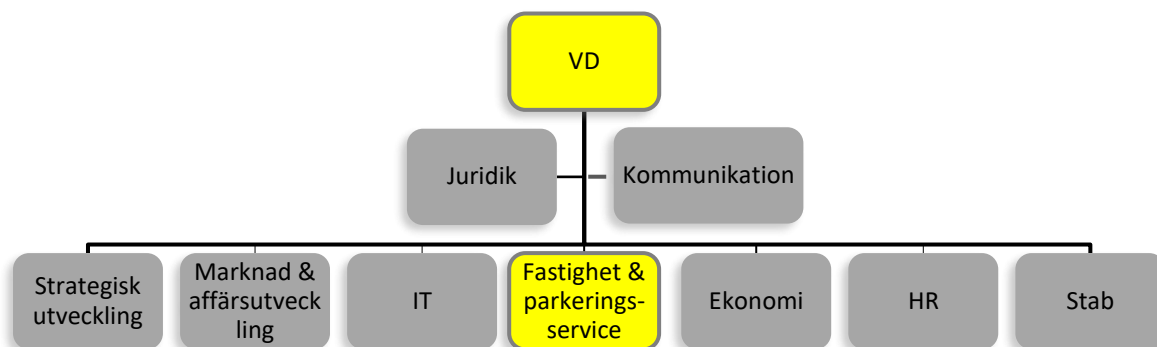 VD
Juridik
Kommunikation
Strategisk
utveckling
Marknad &
affärsutveck
ling
IT
Fastighet &
parkerings-
service
Ekonomi
HR
Stab